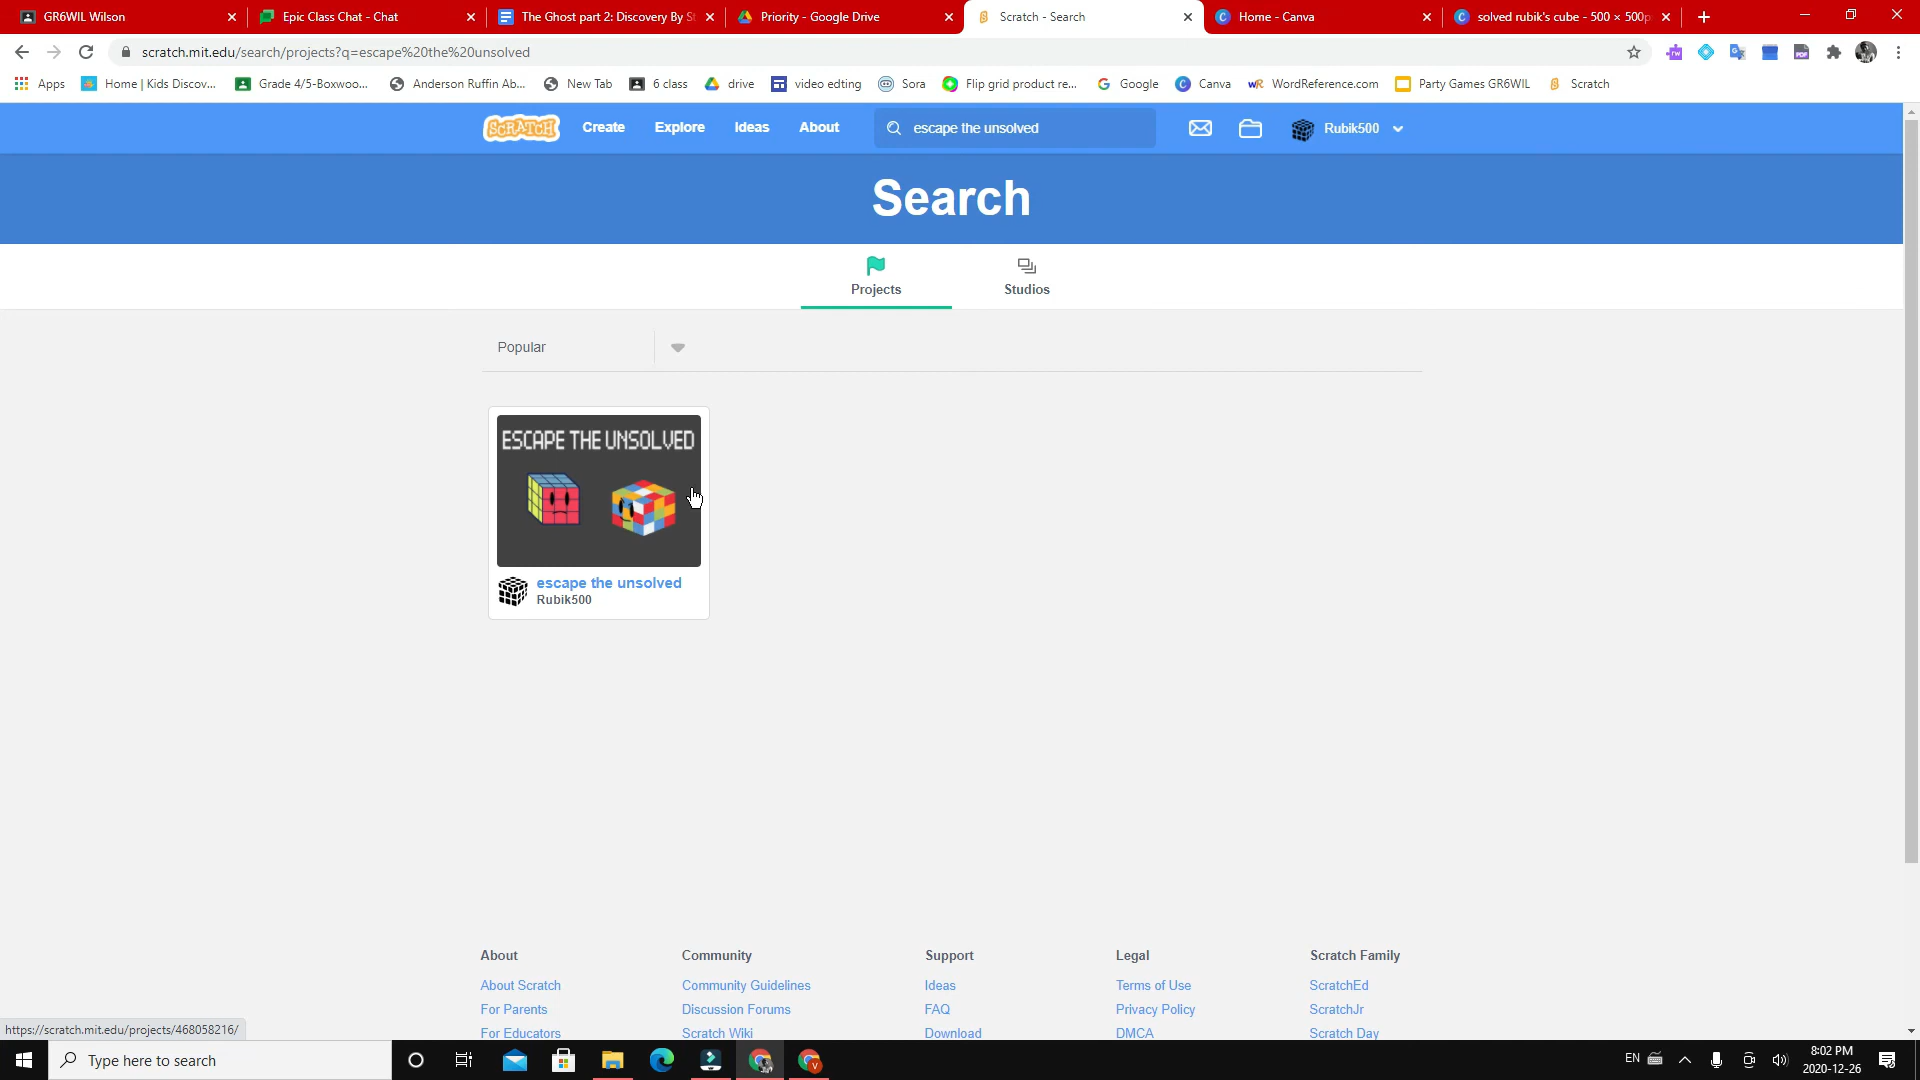 GR6WIL Wilson
Epic Class Chat - Chat
The Ghost part 2: Discovery By St
Priority - Google Drive
Scratch - Search
Home - Canva
solved rubik's cube - 500 × 500p
scratch.mit.edu/search/projects?q=escape%20the%20unsolved
Apps
Home | Kids Discov...
Grade 4/5-Boxwoo...
Anderson Ruffin Ab...
New Tab
6 class
drive
video edting
Sora
Flip grid product re...
Google
Canva
WordReference.com
Party Games GR6WIL
Scratch
SCRATCH
Create
Explore
Ideas
About
escape the unsolved
Rubik500
Search
Projects
Studios
Popular
ESCAPE THE UNSOLVED
escape the unsolved
Rubik500
About
Community
Support
Legal
Scratch Family
About Scratch
Community Guidelines
Ideas
Terms of Use
ScratchEd
For Parents
Discussion Forums
FAQ
Privacy Policy
ScratchJr
For Educators
Scratch Wiki
Download
DMCA
Scratch Day
https://scratch.mit.edu/projects/468058216/
Type here to search
EN
8:02 PM
2020-12-26